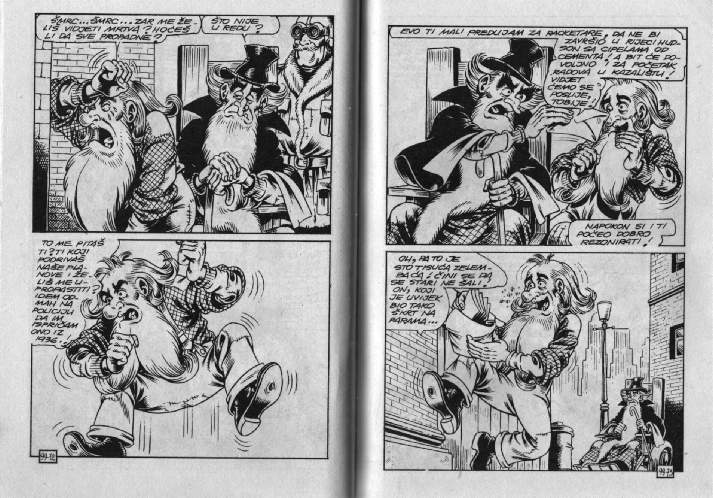 ŠMRC...ŠMRC... ZAR ME ŽE-
LIŠ VIDJETI MRTVA? HOĆEŠ
LI DA SVE PROPADNE?
ŠTO NIJE
U REDU?
TO ME PITAŠ
TI? TI KOJI
PODRIVAŠ
NAŠE PLA-
NOVE I ŽE-
LIŠ ME U-
PROPASTITI?
IDEM OD-
MAH NA
POLICIJU
DA IM
ISPRIČAM
ONO IZ
1936.
EVO TI MALI PREDUJAM ZA RACKETARE, DA NE BI
ZAVRŠIO U RIJECI HUD-
SON SA CIPELAMA OD
CEMENTA! A BIT ĆE DO-
VOLJNO I ZA POČETAK
RADOVA U KAZALIŠTU!
VIDJET
ĆEMO SE
POSLIJE,
TOBIJE!
NAPOKON SI I TI
POČEO DOBRO
REZONIRATI!
OH, PA TO JE
STO TISUĆA ZELEM-
BAĆA! ČINI SE DA
SE STARI NE ŠALI!
ON, KOJI
JE UVIJEK
BIO TAKO
ŠKRT NA
PARAMA...